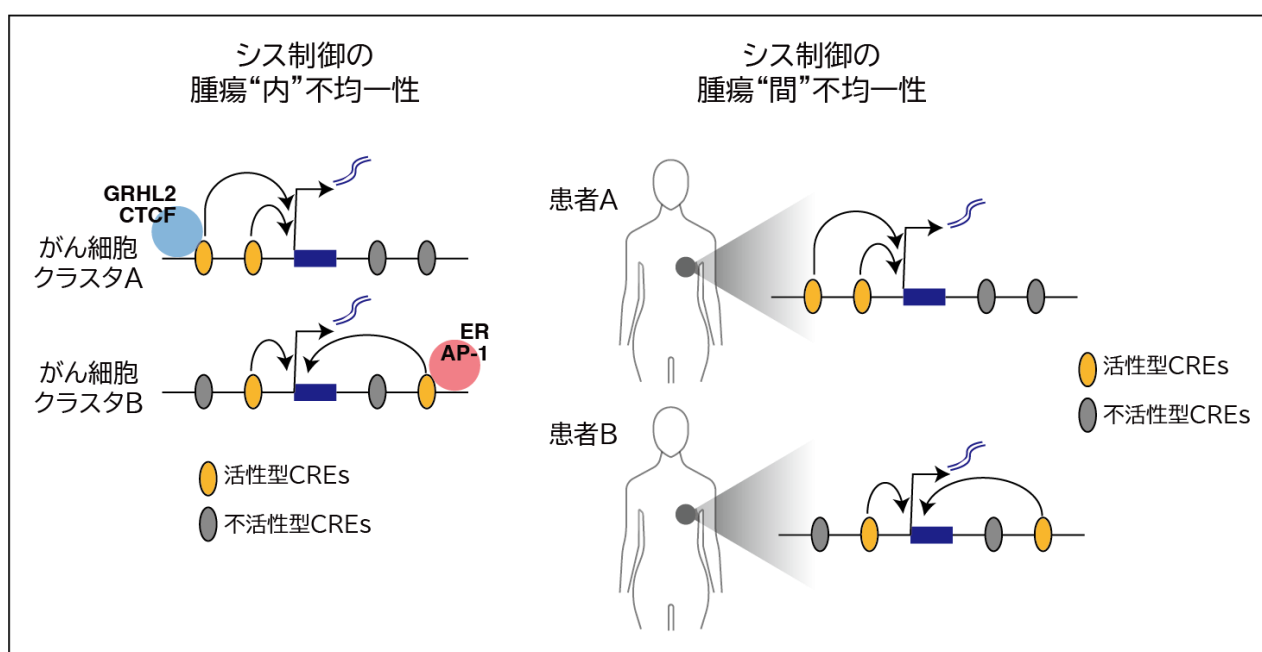 シス制御の
腫瘍“内”不均一性
GRHL2
CTCF
がん細胞
クラスタA
ER
AP-1
がん細胞
クラスタB
活性型CREs
不活性型CREs
シス制御の
腫瘍“間”不均一性
患者A
患者B
活性型CREs
不活性型CREs